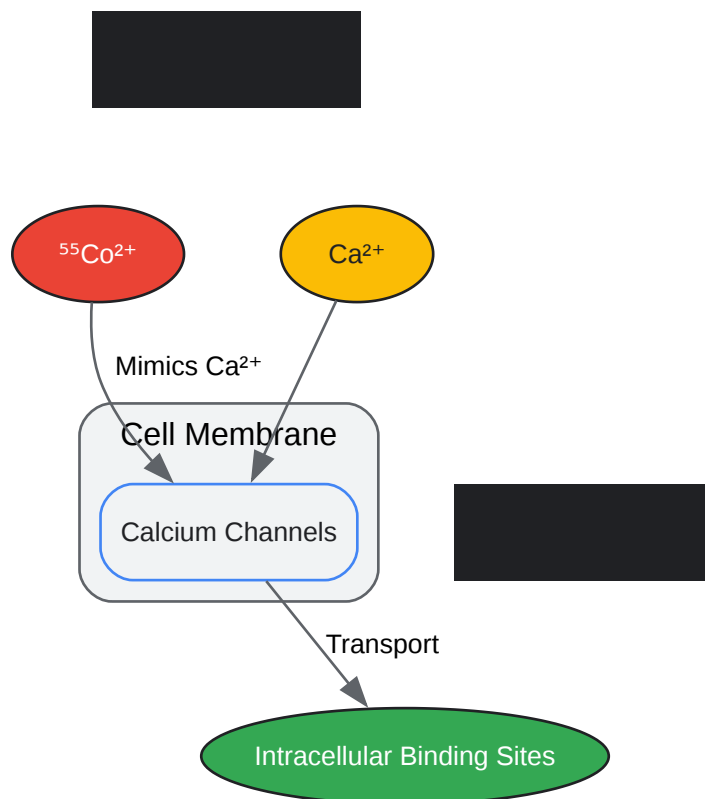 ⁵⁵Co²⁺
Ca²⁺
Mimics Ca²⁺
Cell Membrane
Calcium Channels
Transport
Intracellular Binding Sites